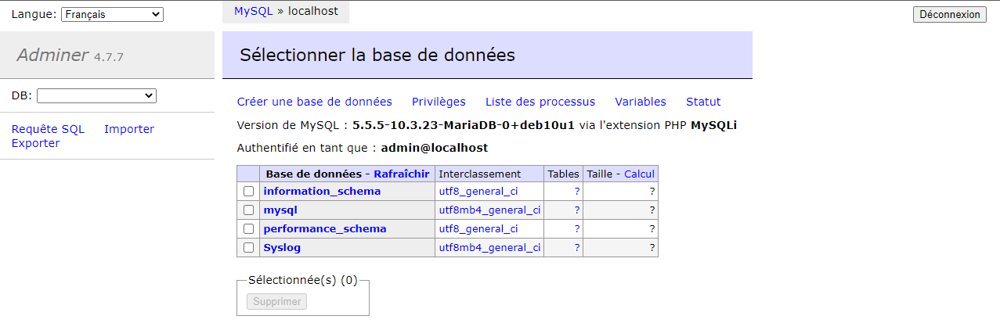 Langue: Français
MySQL » localhost
Déconnexion
Adminer 4.7.7
Sélectionner la base de données
DB:
Créer une base de données Privilèges Liste des processus Variables Statut
Requête SQL Importer
Exporter
Version de MySQL : 5.5.5-10.3.23-MariaDB-0+deb10u1 via l'extension PHP MySQLi
Authentifié en tant que : admin@localhost
Base de données - Rafraîchir Interclassement Tables Taille - Calcul
information_schema utf8_general_ci ? ?
mysql utf8mb4_general_ci ? ?
performance_schema utf8_general_ci ? ?
Syslog utf8mb4_general_ci ? ?
Sélectionnée(s) (0)
Supprimer